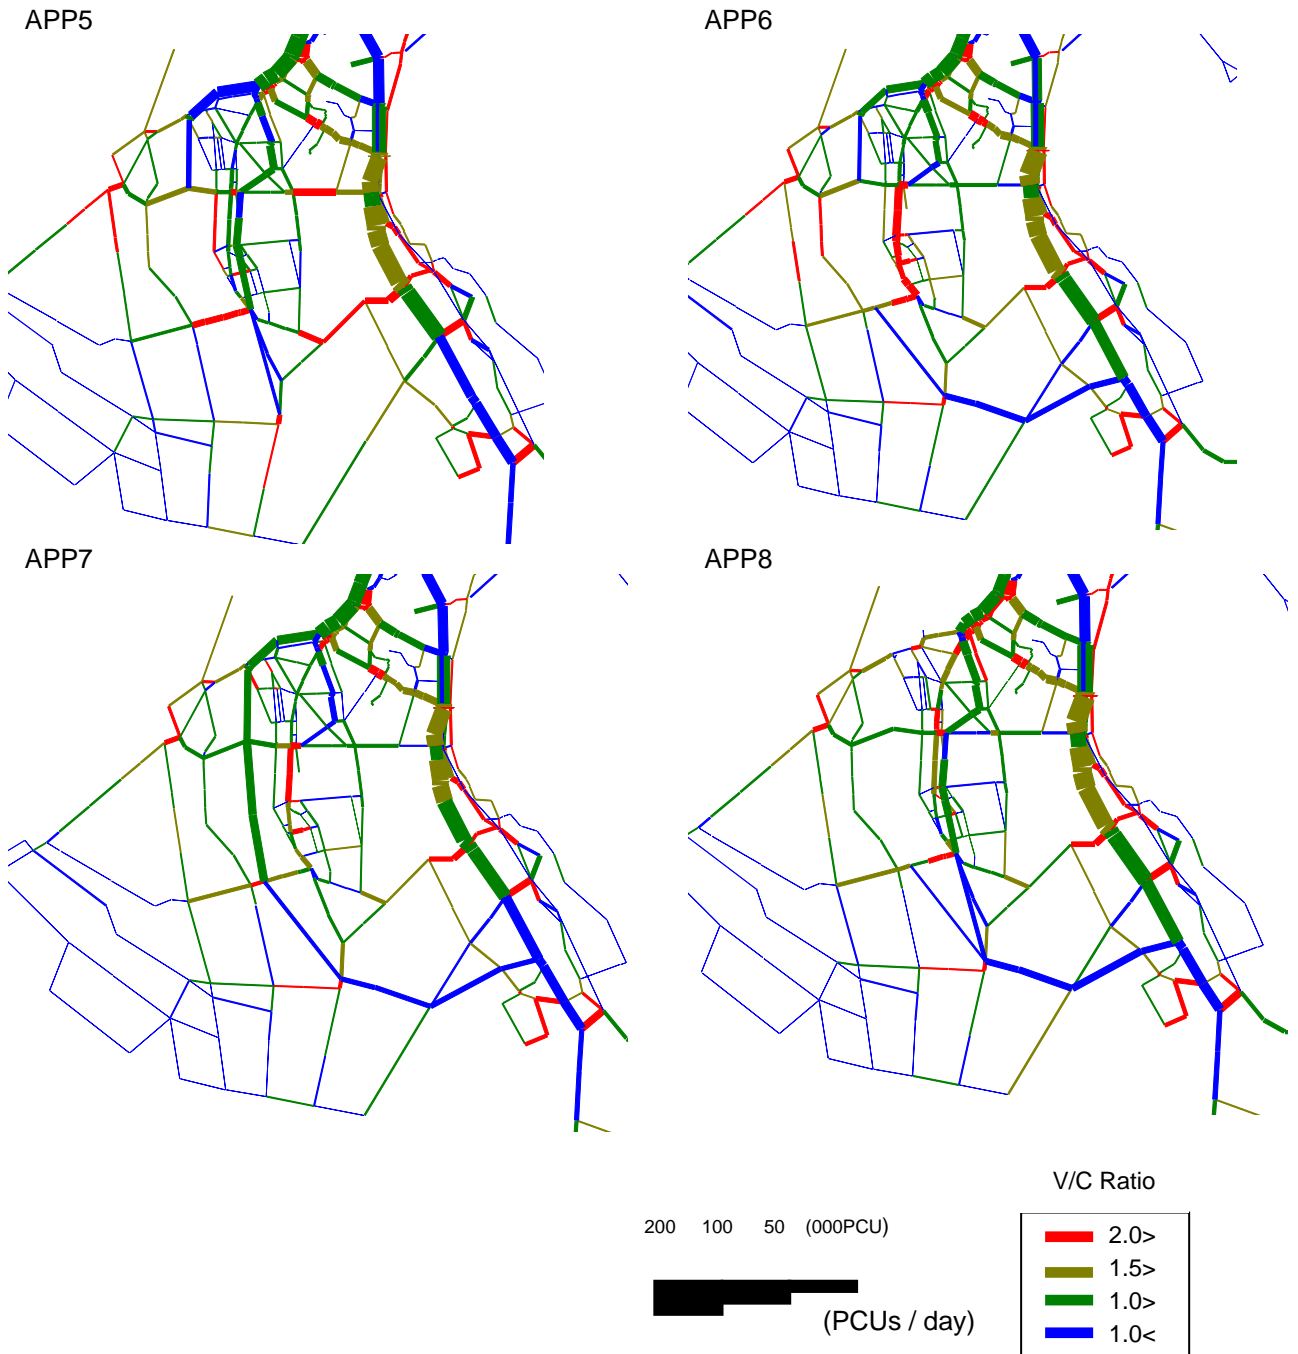 APP5
APP6
APP7
APP8
V/C Ratio
200 100 50 (000PCU)
2.0>
1.5>
1.0>
1.0<
(PCUs / day)